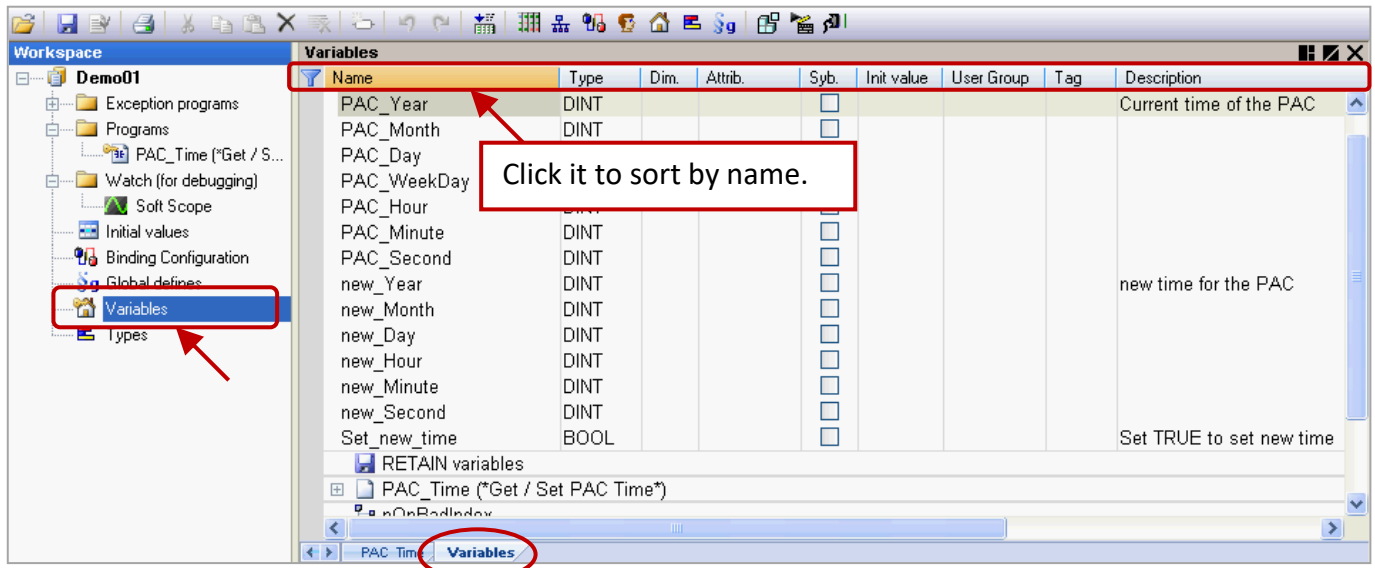 Workspace
Variables
Demo01
Exception programs
Programs
PAC_Time (*Get / S...
Watch (for debugging)
Soft Scope
Initial values
Binding Configuration
Global defines
Variables
Types
Name Type Dim. Attrib. Syb. Init value User Group Tag Description
PAC_Year DINT Current time of the PAC
PAC_Month DINT
PAC_Day
PAC_WeekDay
PAC_Hour DINT
PAC_Minute DINT
PAC_Second DINT
new_Year DINT new time for the PAC
new_Month DINT
new_Day DINT
new_Hour DINT
new_Minute DINT
new_Second DINT
Set_new_time BOOL Set TRUE to set new time
RETAIN variables
PAC_Time (*Get / Set PAC Time*)
nOnBadIndex
Click it to sort by name.
PAC Time Variables